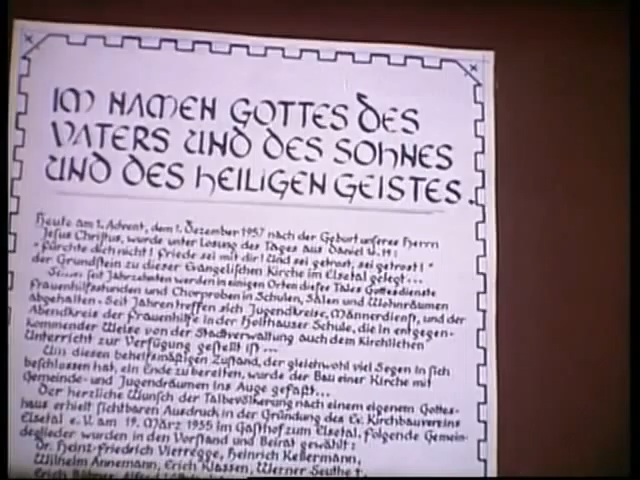 IM NAMEN GOTTES DES
VATERS UND DES SOHNES
UND DES HEILIGEN GEISTES.
Heute am 1. Advent, dem 1. Dezember 1957 nach der Geburt unseres Herrn
Jesus Christus, wurde unter Losung des Tages aus Daniel
"Fürchte dich nicht! Friede sei mit dir! Und sei getrost, sei getrost!"
der Grundstein zu dieser Evangelischen Kirche im Elsetal gelegt...
seit Jahrzehnten werden in einigen Orten dieses Tales Gottesdienste
Frauenhilfsstunden und Chorproben in Schulen, Sälen und Wohnräumen
abgehalten. Seit Jahren treffen sich Jugendkreise, Männerdienst, und der
Abendkreis der Frauenhilfe in der Holthauser Schule, die in entgegen-
kommender Weise von der Stadtverwaltung auch dem Kirchlichen
Unterricht zur Verfügung gestellt ist ...
Um diesen behelfsmäßigen Zustand, der gleichwohl viel Segen in sich
beschlossen hat, ein Ende zu bereiten, wurde der Bau einer Kirche mit
Gemeinde- und Jugendräumen ins Auge gefaßt...
Der herzliche Wunsch der Talbevölkerung nach einem eigenem Gottes-
haus erhielt sichtbaren Ausdruck in der Gründung des Ev. Kirchbauvereins
Elsetal e.V. am 19. März 1955 im Gasthof zum Elsetal. Folgende Gemein-
deglieder wurden in den Vorstand und Beirat gewählt:
Dr. Heinz-Friedrich Vierregge, Heinrich Kellermann,
Wilhelm Annemann, Erich Klassen, Werner Seuthe †,
Erich